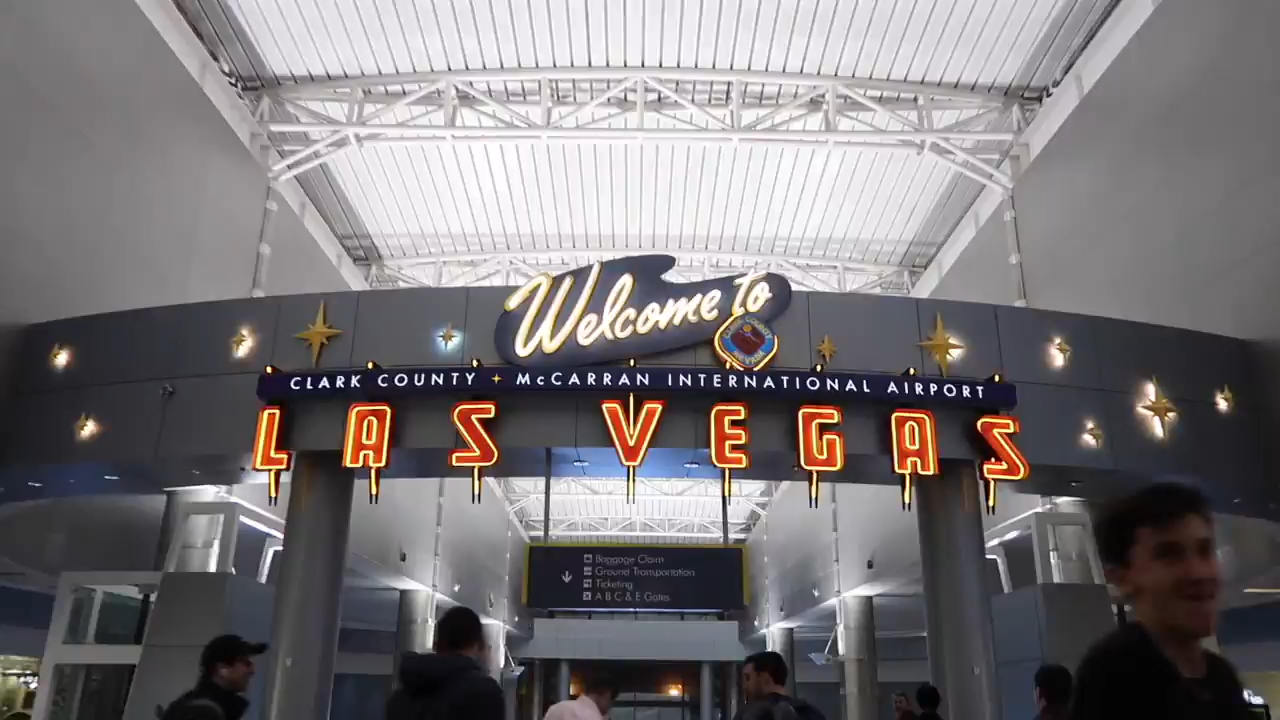 Welcome to
CLARK COUNTY McCARRAN INTERNATIONAL AIRPORT
LAS VEGAS
Baggage Claim
Ground Transportation
Ticketing
A B C & E Gates